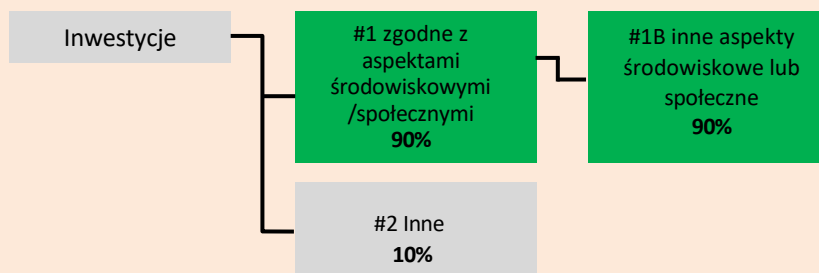 Inwestycje
#1 zgodne z
aspektami
środowiskowymi
/społecznymi
90%
#1B inne aspekty
środowiskowe lub
społeczne
90%
#2 Inne
10%